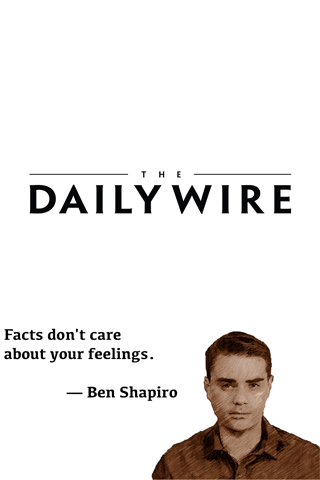 THE
DAILY WIRE
Facts don't care
about your feelings.
— Ben Shapiro